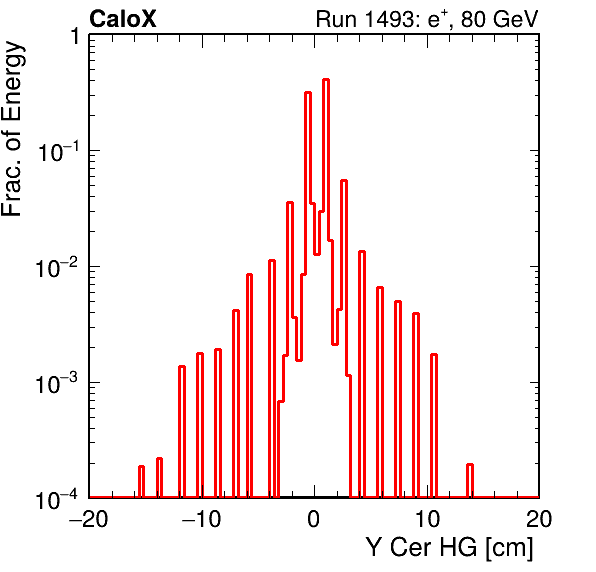 CaloX
Run 1493: e⁺, 80 GeV
Frac. of Energy
1
10⁻¹
10⁻²
10⁻³
10⁻⁴
−20
−10
0
10
20
Y Cer HG [cm]